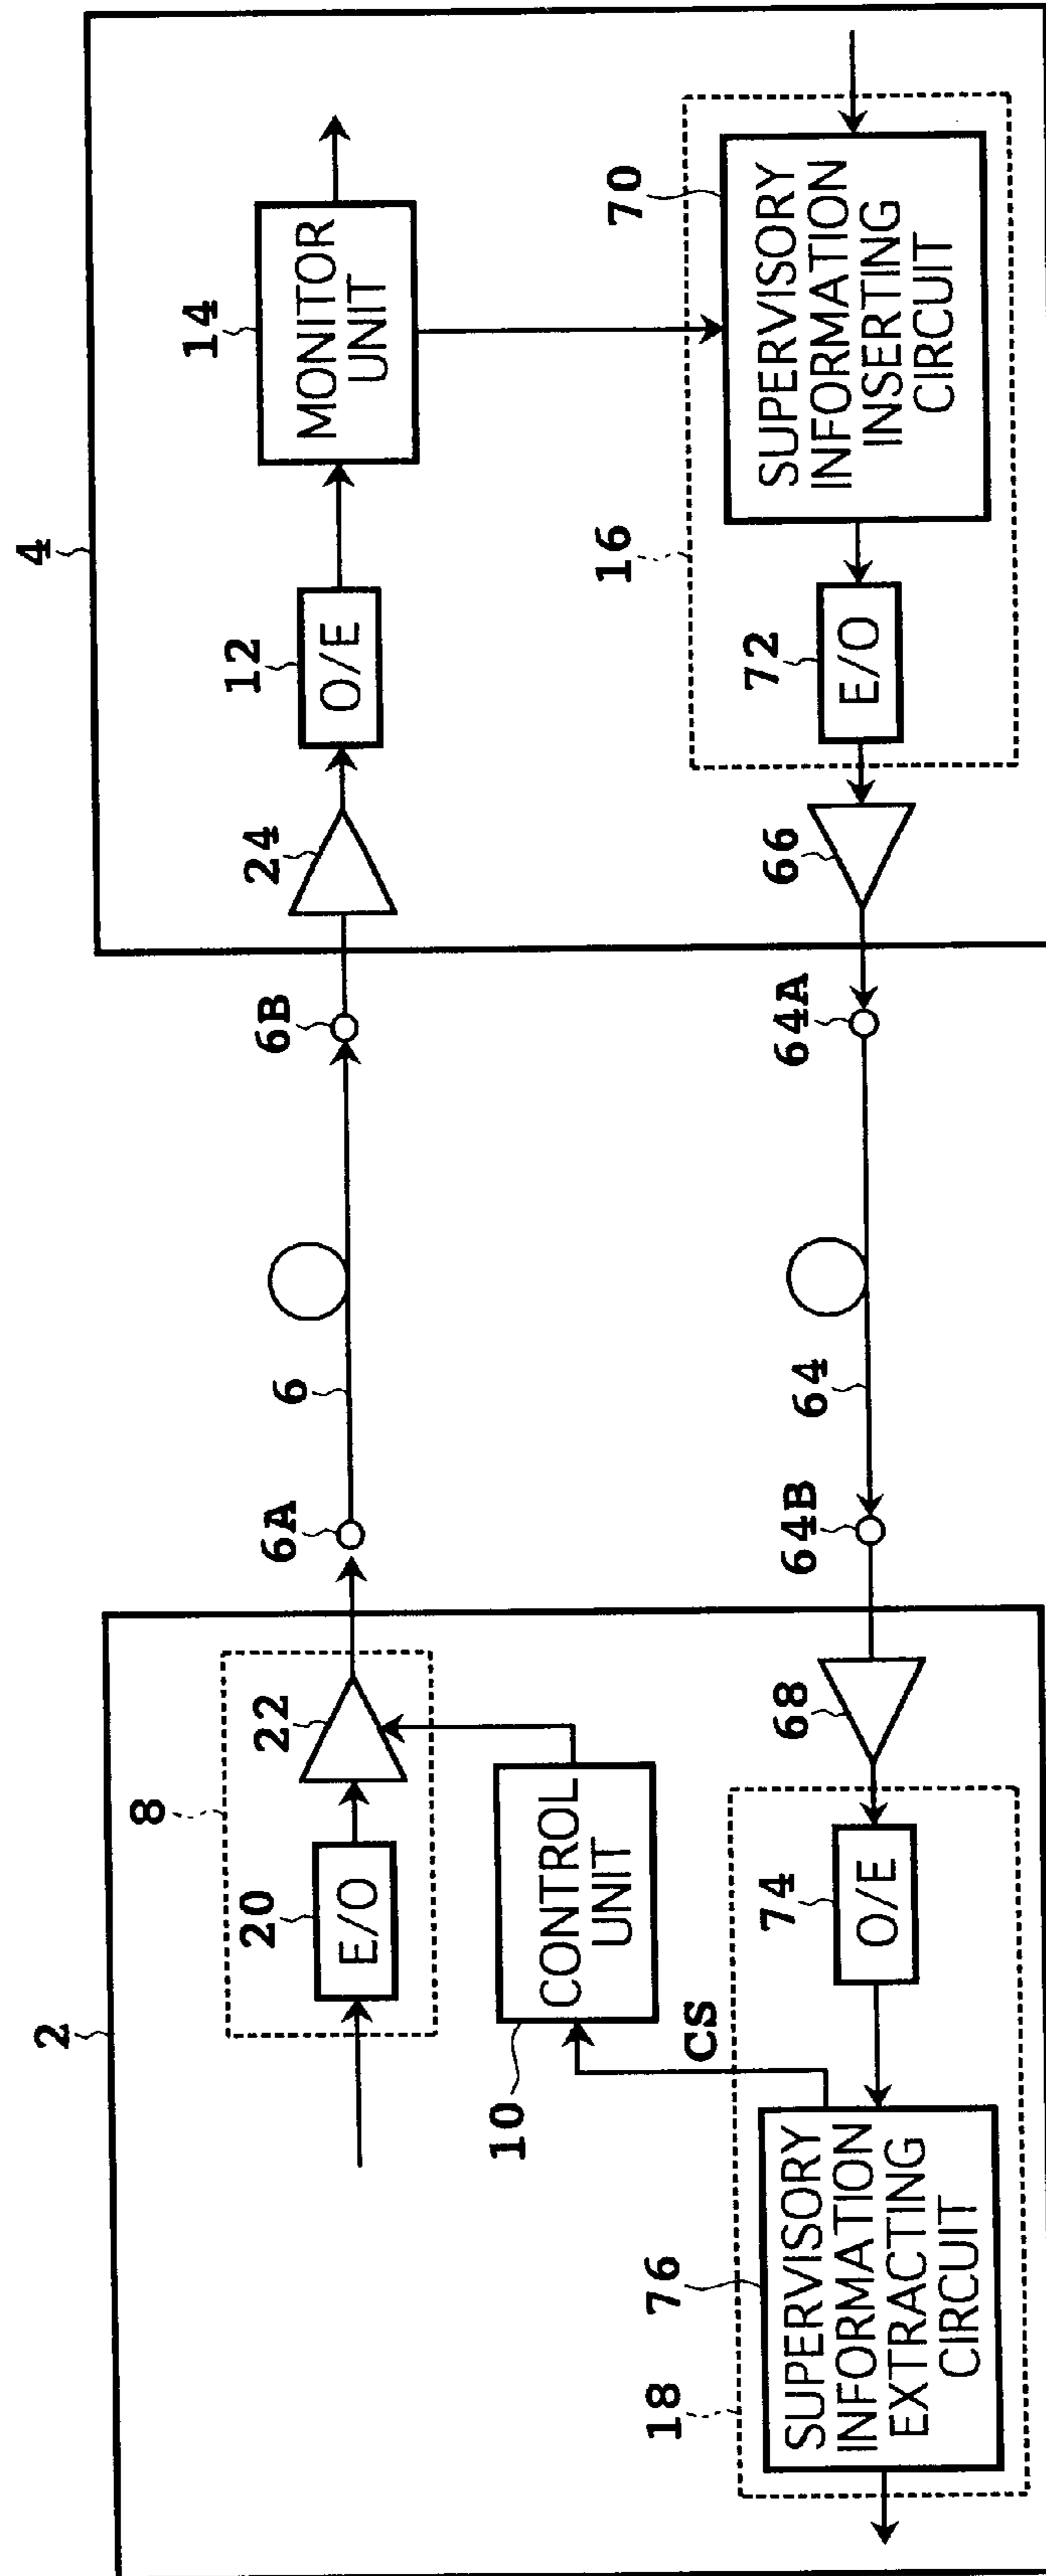 2
4
8
20
E/O
22
6A
6
6B
24
12
O/E
14
MONITOR
UNIT
10
CONTROL
UNIT
CS
18
76
SUPERVISORY
INFORMATION
EXTRACTING
CIRCUIT
74
O/E
68
64B
64
64A
66
16
72
E/O
70
SUPERVISORY
INFORMATION
INSERTING
CIRCUIT